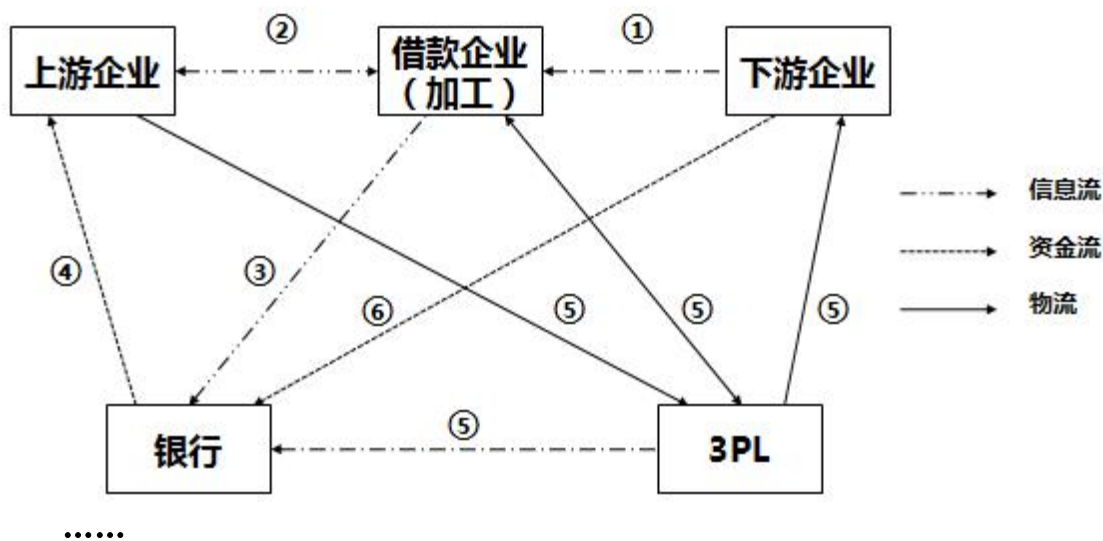 ② ①
上游企业 借款企业 下游企业
（加工）
信息流
④ ③ 资金流
⑥ ⑤ ⑤ ⑤ 物流
⑤
银行 3PL
……